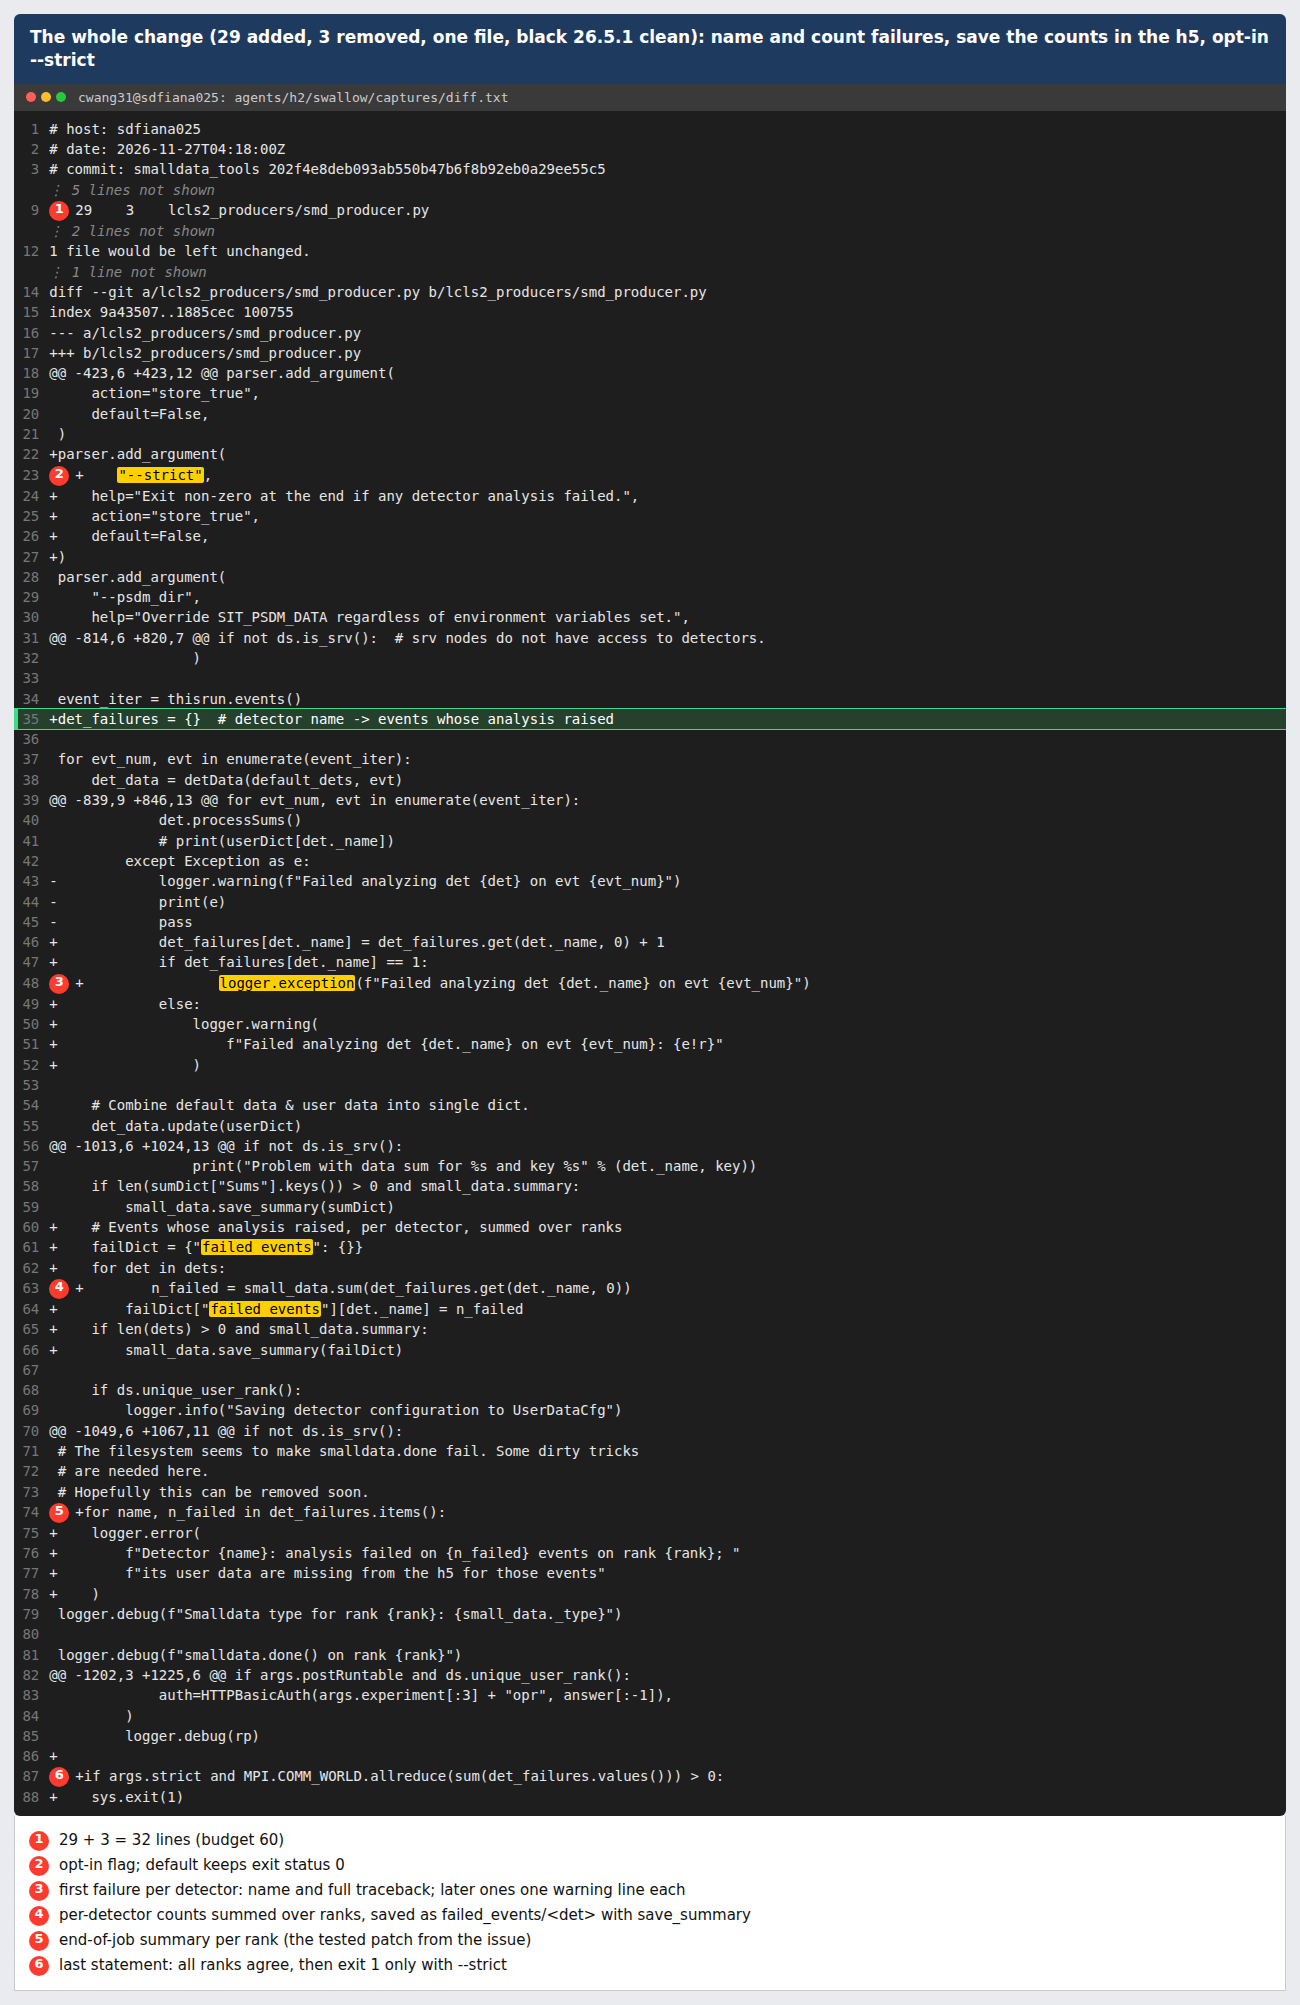 The whole change (29 added, 3 removed, one file, black 26.5.1 clean): name and count failures, save the counts in the h5, opt-in
--strict
cwang31@sdfiana025: agents/h2/swallow/captures/diff.txt
1 # host: sdfiana025
2 # date: 2026-11-27T04:18:00Z
3 # commit: smalldata_tools 202f4e8deb093ab550b47b6f8b92eb0a29ee55c5
⋮ 5 lines not shown
9 1 29    3    lcls2_producers/smd_producer.py
⋮ 2 lines not shown
12 1 file would be left unchanged.
⋮ 1 line not shown
14 diff --git a/lcls2_producers/smd_producer.py b/lcls2_producers/smd_producer.py
15 index 9a43507..1885cec 100755
16 --- a/lcls2_producers/smd_producer.py
17 +++ b/lcls2_producers/smd_producer.py
18 @@ -423,6 +423,12 @@ parser.add_argument(
19      action="store_true",
20      default=False,
21  )
22 +parser.add_argument(
23 2 +    "--strict",
24 +    help="Exit non-zero at the end if any detector analysis failed.",
25 +    action="store_true",
26 +    default=False,
27 +)
28  parser.add_argument(
29      "--psdm_dir",
30      help="Override SIT_PSDM_DATA regardless of environment variables set.",
31 @@ -814,6 +820,7 @@ if not ds.is_srv():  # srv nodes do not have access to detectors.
32                  )
33
34  event_iter = thisrun.events()
35 +det_failures = {}  # detector name -> events whose analysis raised
36
37  for evt_num, evt in enumerate(event_iter):
38      det_data = detData(default_dets, evt)
39 @@ -839,9 +846,13 @@ for evt_num, evt in enumerate(event_iter):
40              det.processSums()
41              # print(userDict[det._name])
42          except Exception as e:
43 -            logger.warning(f"Failed analyzing det {det} on evt {evt_num}")
44 -            print(e)
45 -            pass
46 +            det_failures[det._name] = det_failures.get(det._name, 0) + 1
47 +            if det_failures[det._name] == 1:
48 3 +                logger.exception(f"Failed analyzing det {det._name} on evt {evt_num}")
49 +            else:
50 +                logger.warning(
51 +                    f"Failed analyzing det {det._name} on evt {evt_num}: {e!r}"
52 +                )
53
54      # Combine default data & user data into single dict.
55      det_data.update(userDict)
56 @@ -1013,6 +1024,13 @@ if not ds.is_srv():
57                  print("Problem with data sum for %s and key %s" % (det._name, key))
58      if len(sumDict["Sums"].keys()) > 0 and small_data.summary:
59          small_data.save_summary(sumDict)
60 +    # Events whose analysis raised, per detector, summed over ranks
61 +    failDict = {"failed_events": {}}
62 +    for det in dets:
63 4 +        n_failed = small_data.sum(det_failures.get(det._name, 0))
64 +        failDict["failed_events"][det._name] = n_failed
65 +    if len(dets) > 0 and small_data.summary:
66 +        small_data.save_summary(failDict)
67
68      if ds.unique_user_rank():
69          logger.info("Saving detector configuration to UserDataCfg")
70 @@ -1049,6 +1067,11 @@ if not ds.is_srv():
71  # The filesystem seems to make smalldata.done fail. Some dirty tricks
72  # are needed here.
73  # Hopefully this can be removed soon.
74 5 +for name, n_failed in det_failures.items():
75 +    logger.error(
76 +        f"Detector {name}: analysis failed on {n_failed} events on rank {rank}; "
77 +        f"its user data are missing from the h5 for those events"
78 +    )
79  logger.debug(f"Smalldata type for rank {rank}: {small_data._type}")
80
81  logger.debug(f"smalldata.done() on rank {rank}")
82 @@ -1202,3 +1225,6 @@ if args.postRuntable and ds.unique_user_rank():
83              auth=HTTPBasicAuth(args.experiment[:3] + "opr", answer[:-1]),
84          )
85          logger.debug(rp)
86 +
87 6 +if args.strict and MPI.COMM_WORLD.allreduce(sum(det_failures.values())) > 0:
88 +    sys.exit(1)
1 29 + 3 = 32 lines (budget 60)
2 opt-in flag; default keeps exit status 0
3 first failure per detector: name and full traceback; later ones one warning line each
4 per-detector counts summed over ranks, saved as failed_events/<det> with save_summary
5 end-of-job summary per rank (the tested patch from the issue)
6 last statement: all ranks agree, then exit 1 only with --strict